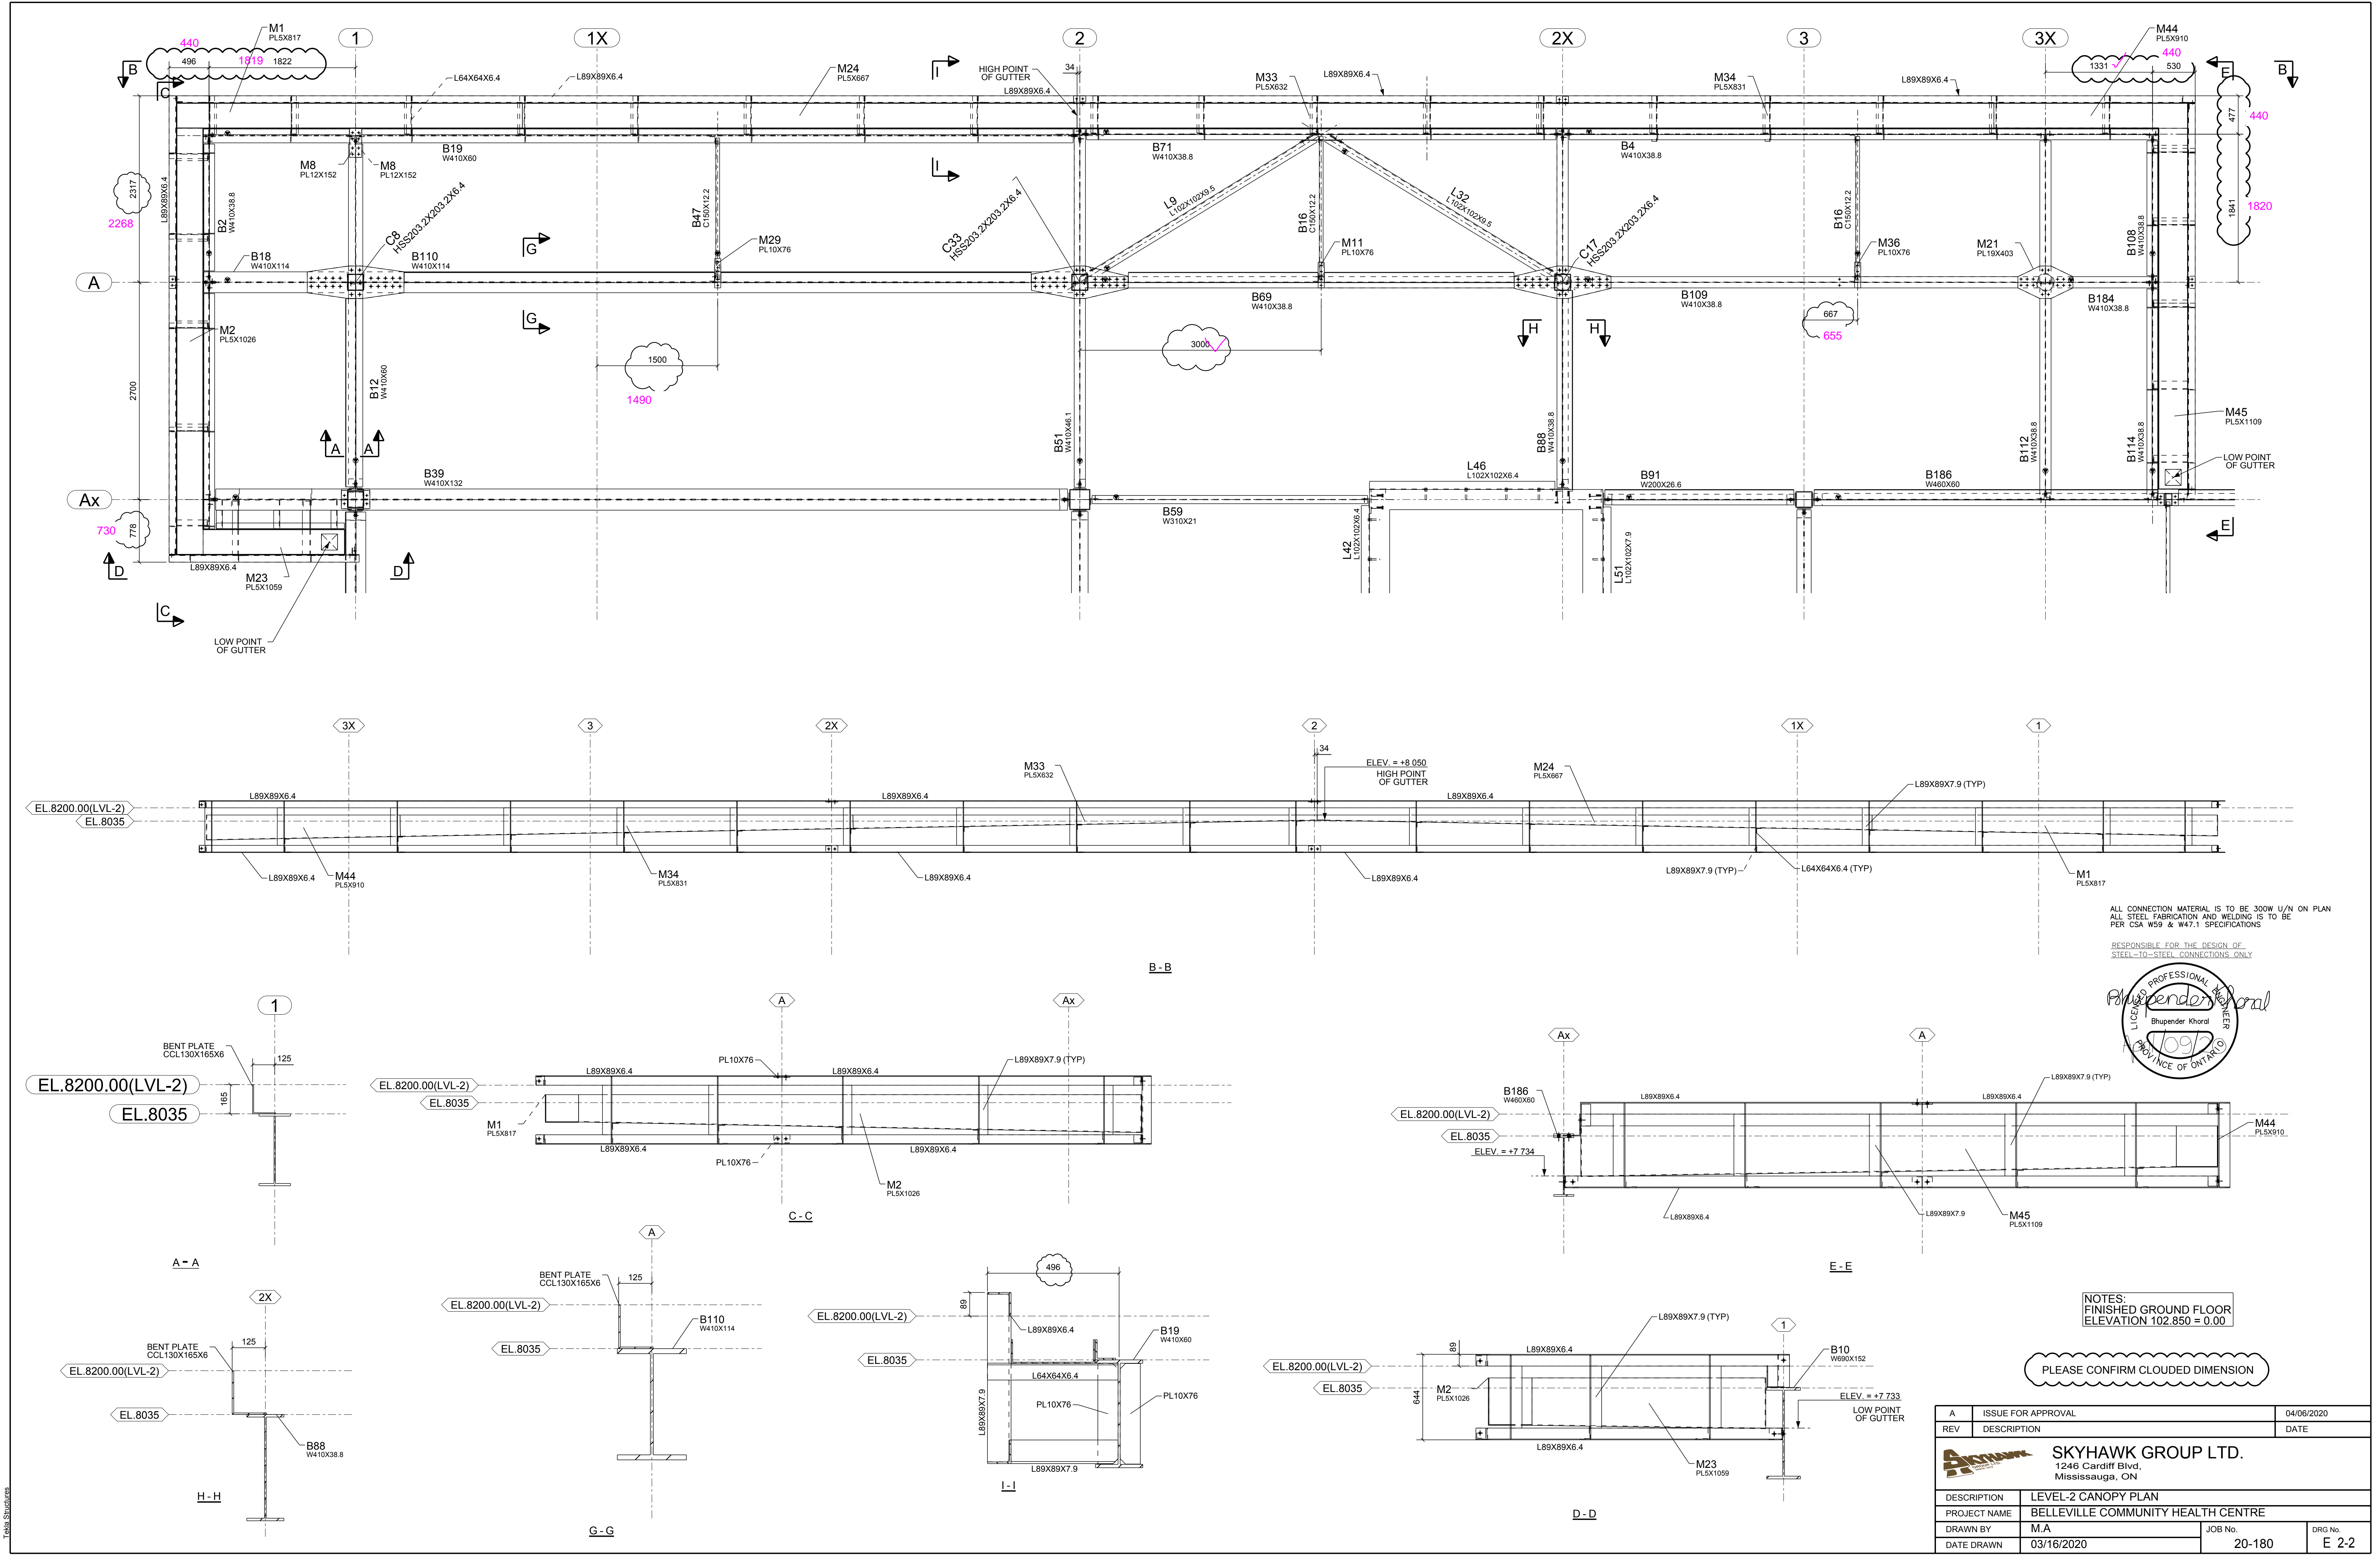 M1
PL5X817
440
496
1819
1822
1
1X
2
2X
3
3X
M44
PL5X910
440
1331
530
B
C
L64X64X6.4
L89X89X6.4
M24
PL5X667
I
HIGH POINT
OF GUTTER
34
L89X89X6.4
M33
PL5X632
L89X89X6.4
M34
PL5X831
L89X89X6.4
E
B
477
440
1841
1820
2317
2268
L89X89X6.4
B2
W410X38.8
M8
PL12X152
M8
PL12X152
B19
W410X60
B47
C150X12.2
I
B71
W410X38.8
L9
L102X102X9.5
B16
C150X12.2
L32
L102X102X9.5
B4
W410X38.8
B16
C150X12.2
B108
W410X38.8
C8
HSS203.2X203.2X6.4
C33
HSS203.2X203.2X6.4
C17
HSS203.2X203.2X6.4
B18
W410X114
B110
W410X114
G
M29
PL10X76
M11
PL10X76
M36
PL10X76
M21
PL19X403
A
B69
W410X38.8
B109
W410X38.8
B184
W410X38.8
M2
PL5X1026
G
H
H
667
655
3000
1500
1490
2700
B12
W410X60
A
A
B51
W410X46.1
B88
W410X38.8
B112
W410X38.8
B114
W410X38.8
M45
PL5X1109
LOW POINT
OF GUTTER
Ax
B39
W410X132
L46
L102X102X6.4
B91
W200X26.6
B186
W460X60
B59
W310X21
L42
L102X102X6.4
L51
L102X102X7.9
E
730
778
D
L89X89X6.4
M23
PL5X1059
D
C
LOW POINT
OF GUTTER
3X
3
2X
2
1X
1
34
M33
PL5X632
ELEV. = +8 050
HIGH POINT
OF GUTTER
M24
PL5X667
L89X89X7.9 (TYP)
L89X89X6.4
L89X89X6.4
L89X89X6.4
EL.8200.00(LVL-2)
EL.8035
L89X89X6.4
M44
PL5X910
M34
PL5X831
L89X89X6.4
L89X89X6.4
L89X89X7.9 (TYP)
L64X64X6.4 (TYP)
M1
PL5X817
B - B
ALL CONNECTION MATERIAL IS TO BE 300W U/N ON PLAN
ALL STEEL FABRICATION AND WELDING IS TO BE
PER CSA W59 & W47.1 SPECIFICATIONS
RESPONSIBLE FOR THE DESIGN OF
STEEL-TO-STEEL CONNECTIONS ONLY
LICENSED PROFESSIONAL ENGINEER
Bhupender Khoral
Bhupender Khoral
PROVINCE OF ONTARIO
1
BENT PLATE
CCL130X165X6
125
EL.8200.00(LVL-2)
165
EL.8035
A - A
A
Ax
PL10X76
L89X89X7.9 (TYP)
L89X89X6.4
L89X89X6.4
EL.8200.00(LVL-2)
EL.8035
M1
PL5X817
L89X89X6.4
L89X89X6.4
PL10X76
M2
PL5X1026
C - C
Ax
A
B186
W460X60
L89X89X6.4
L89X89X6.4
L89X89X7.9 (TYP)
EL.8200.00(LVL-2)
EL.8035
ELEV. = +7 734
M44
PL5X910
L89X89X6.4
L89X89X7.9
M45
PL5X1109
E - E
2X
125
BENT PLATE
CCL130X165X6
EL.8200.00(LVL-2)
EL.8035
B88
W410X38.8
H - H
A
BENT PLATE
CCL130X165X6
125
EL.8200.00(LVL-2)
B110
W410X114
EL.8035
G - G
496
89
EL.8200.00(LVL-2)
L89X89X6.4
B19
W410X60
EL.8035
L64X64X6.4
L89X89X7.9
PL10X76
PL10X76
L89X89X7.9
I - I
L89X89X7.9 (TYP)
1
89
L89X89X6.4
B10
W690X152
EL.8200.00(LVL-2)
EL.8035
M2
PL5X1026
644
ELEV. = +7 733
LOW POINT
OF GUTTER
L89X89X6.4
M23
PL5X1059
D - D
NOTES:
FINISHED GROUND FLOOR
ELEVATION 102.850 = 0.00
PLEASE CONFIRM CLOUDED DIMENSION
A ISSUE FOR APPROVAL 04/06/2020
REV DESCRIPTION DATE
SKYHAWK
SKYHAWK GROUP LTD.
1246 Cardiff Blvd,
Mississauga, ON
DESCRIPTION LEVEL-2 CANOPY PLAN
PROJECT NAME BELLEVILLE COMMUNITY HEALTH CENTRE
DRAWN BY M.A JOB No. DRG No.
DATE DRAWN 03/16/2020 20-180 E 2-2
Tekla Structures